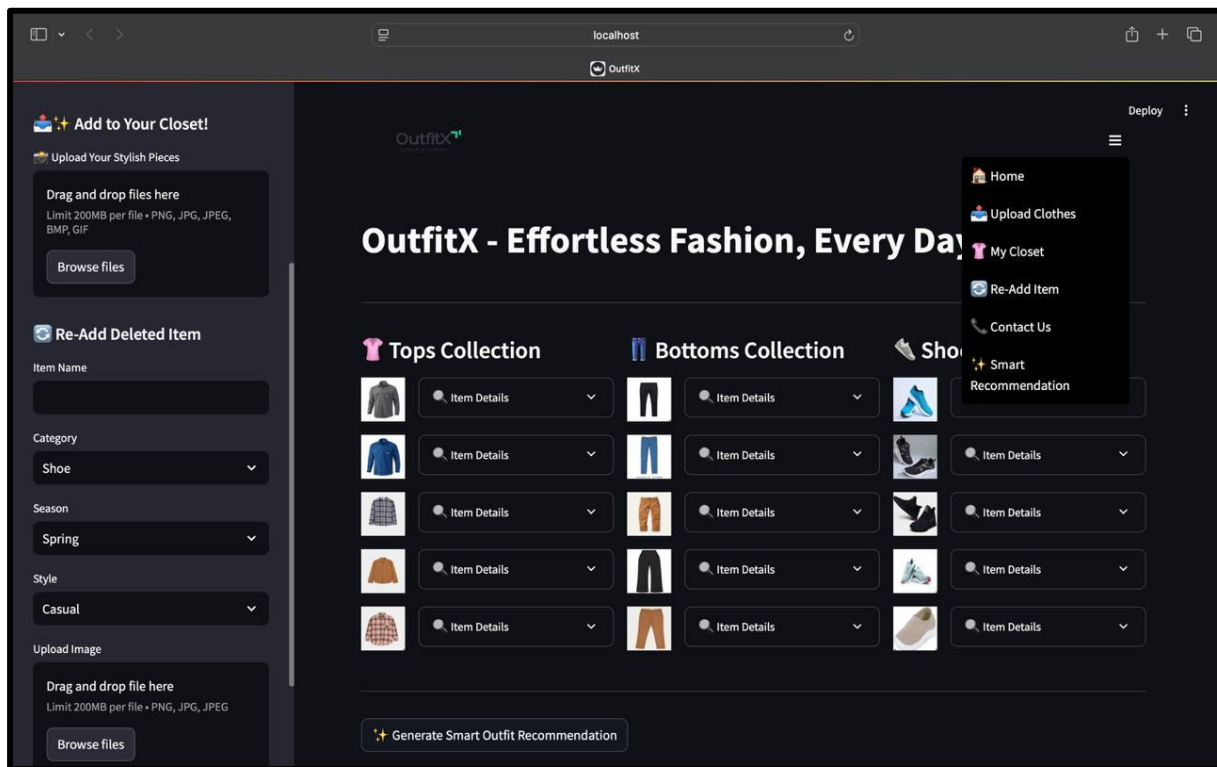 localhost
OutfitX
Add to Your Closet!
Upload Your Stylish Pieces
Drag and drop files here
Limit 200MB per file • PNG, JPG, JPEG,
BMP, GIF
Browse files
Re-Add Deleted Item
Item Name
Category
Shoe
Season
Spring
Style
Casual
Upload Image
Drag and drop file here
Limit 200MB per file • PNG, JPG, JPEG
Browse files
Deploy
OutfitX
Home
Upload Clothes
My Closet
Re-Add Item
Contact Us
Smart
Recommendation
OutfitX - Effortless Fashion, Every Day
Tops Collection
Item Details
Item Details
Item Details
Item Details
Item Details
Bottoms Collection
Item Details
Item Details
Item Details
Item Details
Item Details
Sho
Item Details
Item Details
Item Details
Item Details
Generate Smart Outfit Recommendation